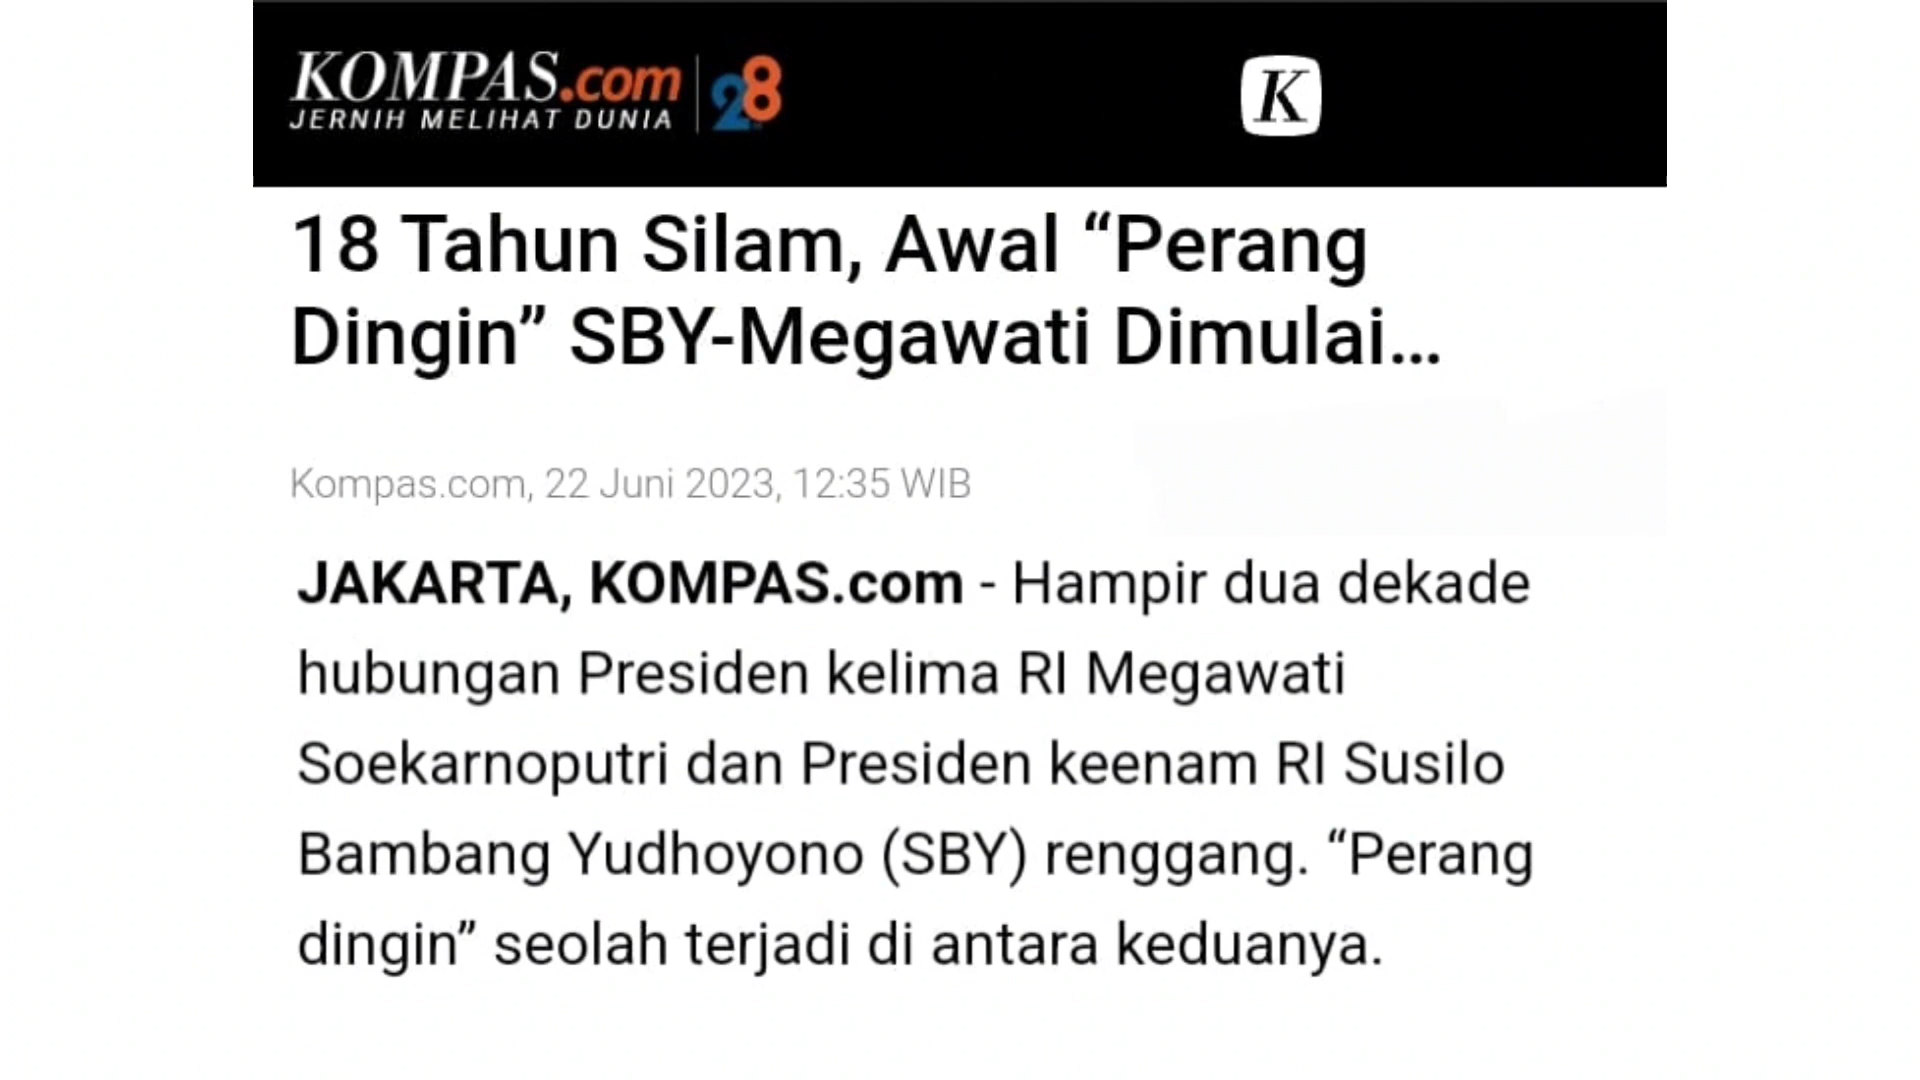 KOMPAS.com 28
JERNIH MELIHAT DUNIA
K
18 Tahun Silam, Awal “Perang
Dingin” SBY-Megawati Dimulai...
Kompas.com, 22 Juni 2023, 12:35 WIB
JAKARTA, KOMPAS.com - Hampir dua dekade
hubungan Presiden kelima RI Megawati
Soekarnoputri dan Presiden keenam RI Susilo
Bambang Yudhoyono (SBY) renggang. “Perang
dingin” seolah terjadi di antara keduanya.